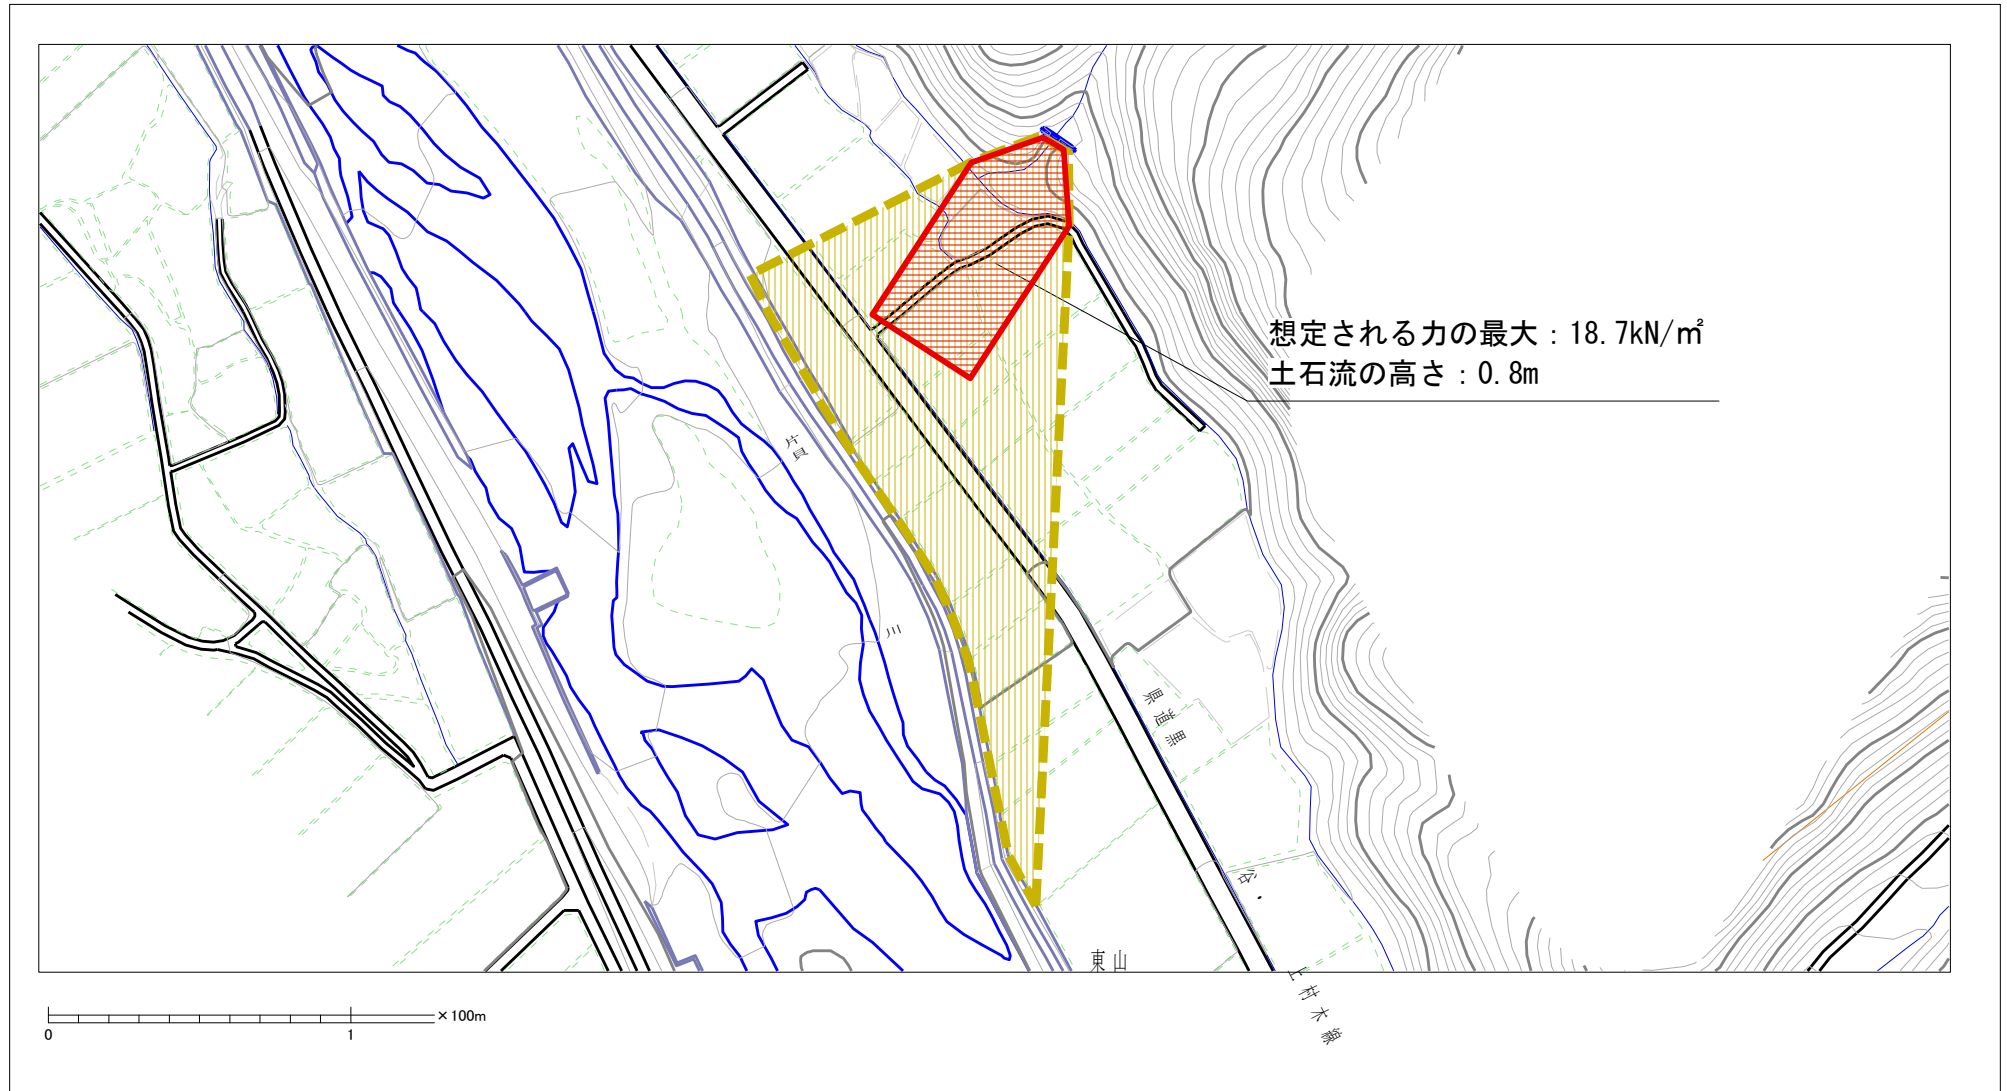 想定される力の最大：18.7kN/㎡
土石流の高さ：0.8m
片貝
川
県道黒
谷・
東山
上村木線
×100m
0 1